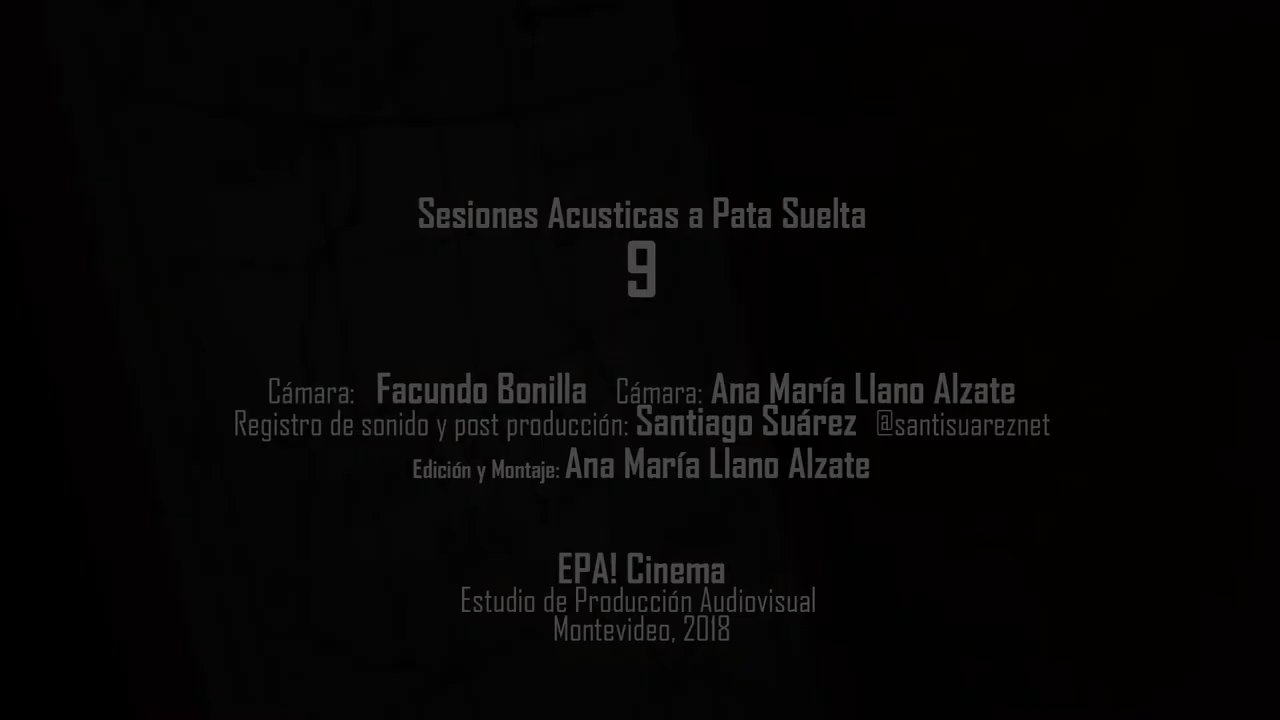 Sesiones Acusticas a Pata Suelta
9
Cámara: Facundo Bonilla Cámara: Ana María Llano Alzate
Registro de sonido y post producción: Santiago Suárez @santisuareznet
Edición y Montaje: Ana María Llano Alzate
EPA! Cinema
Estudio de Producción Audiovisual
Montevideo, 2018